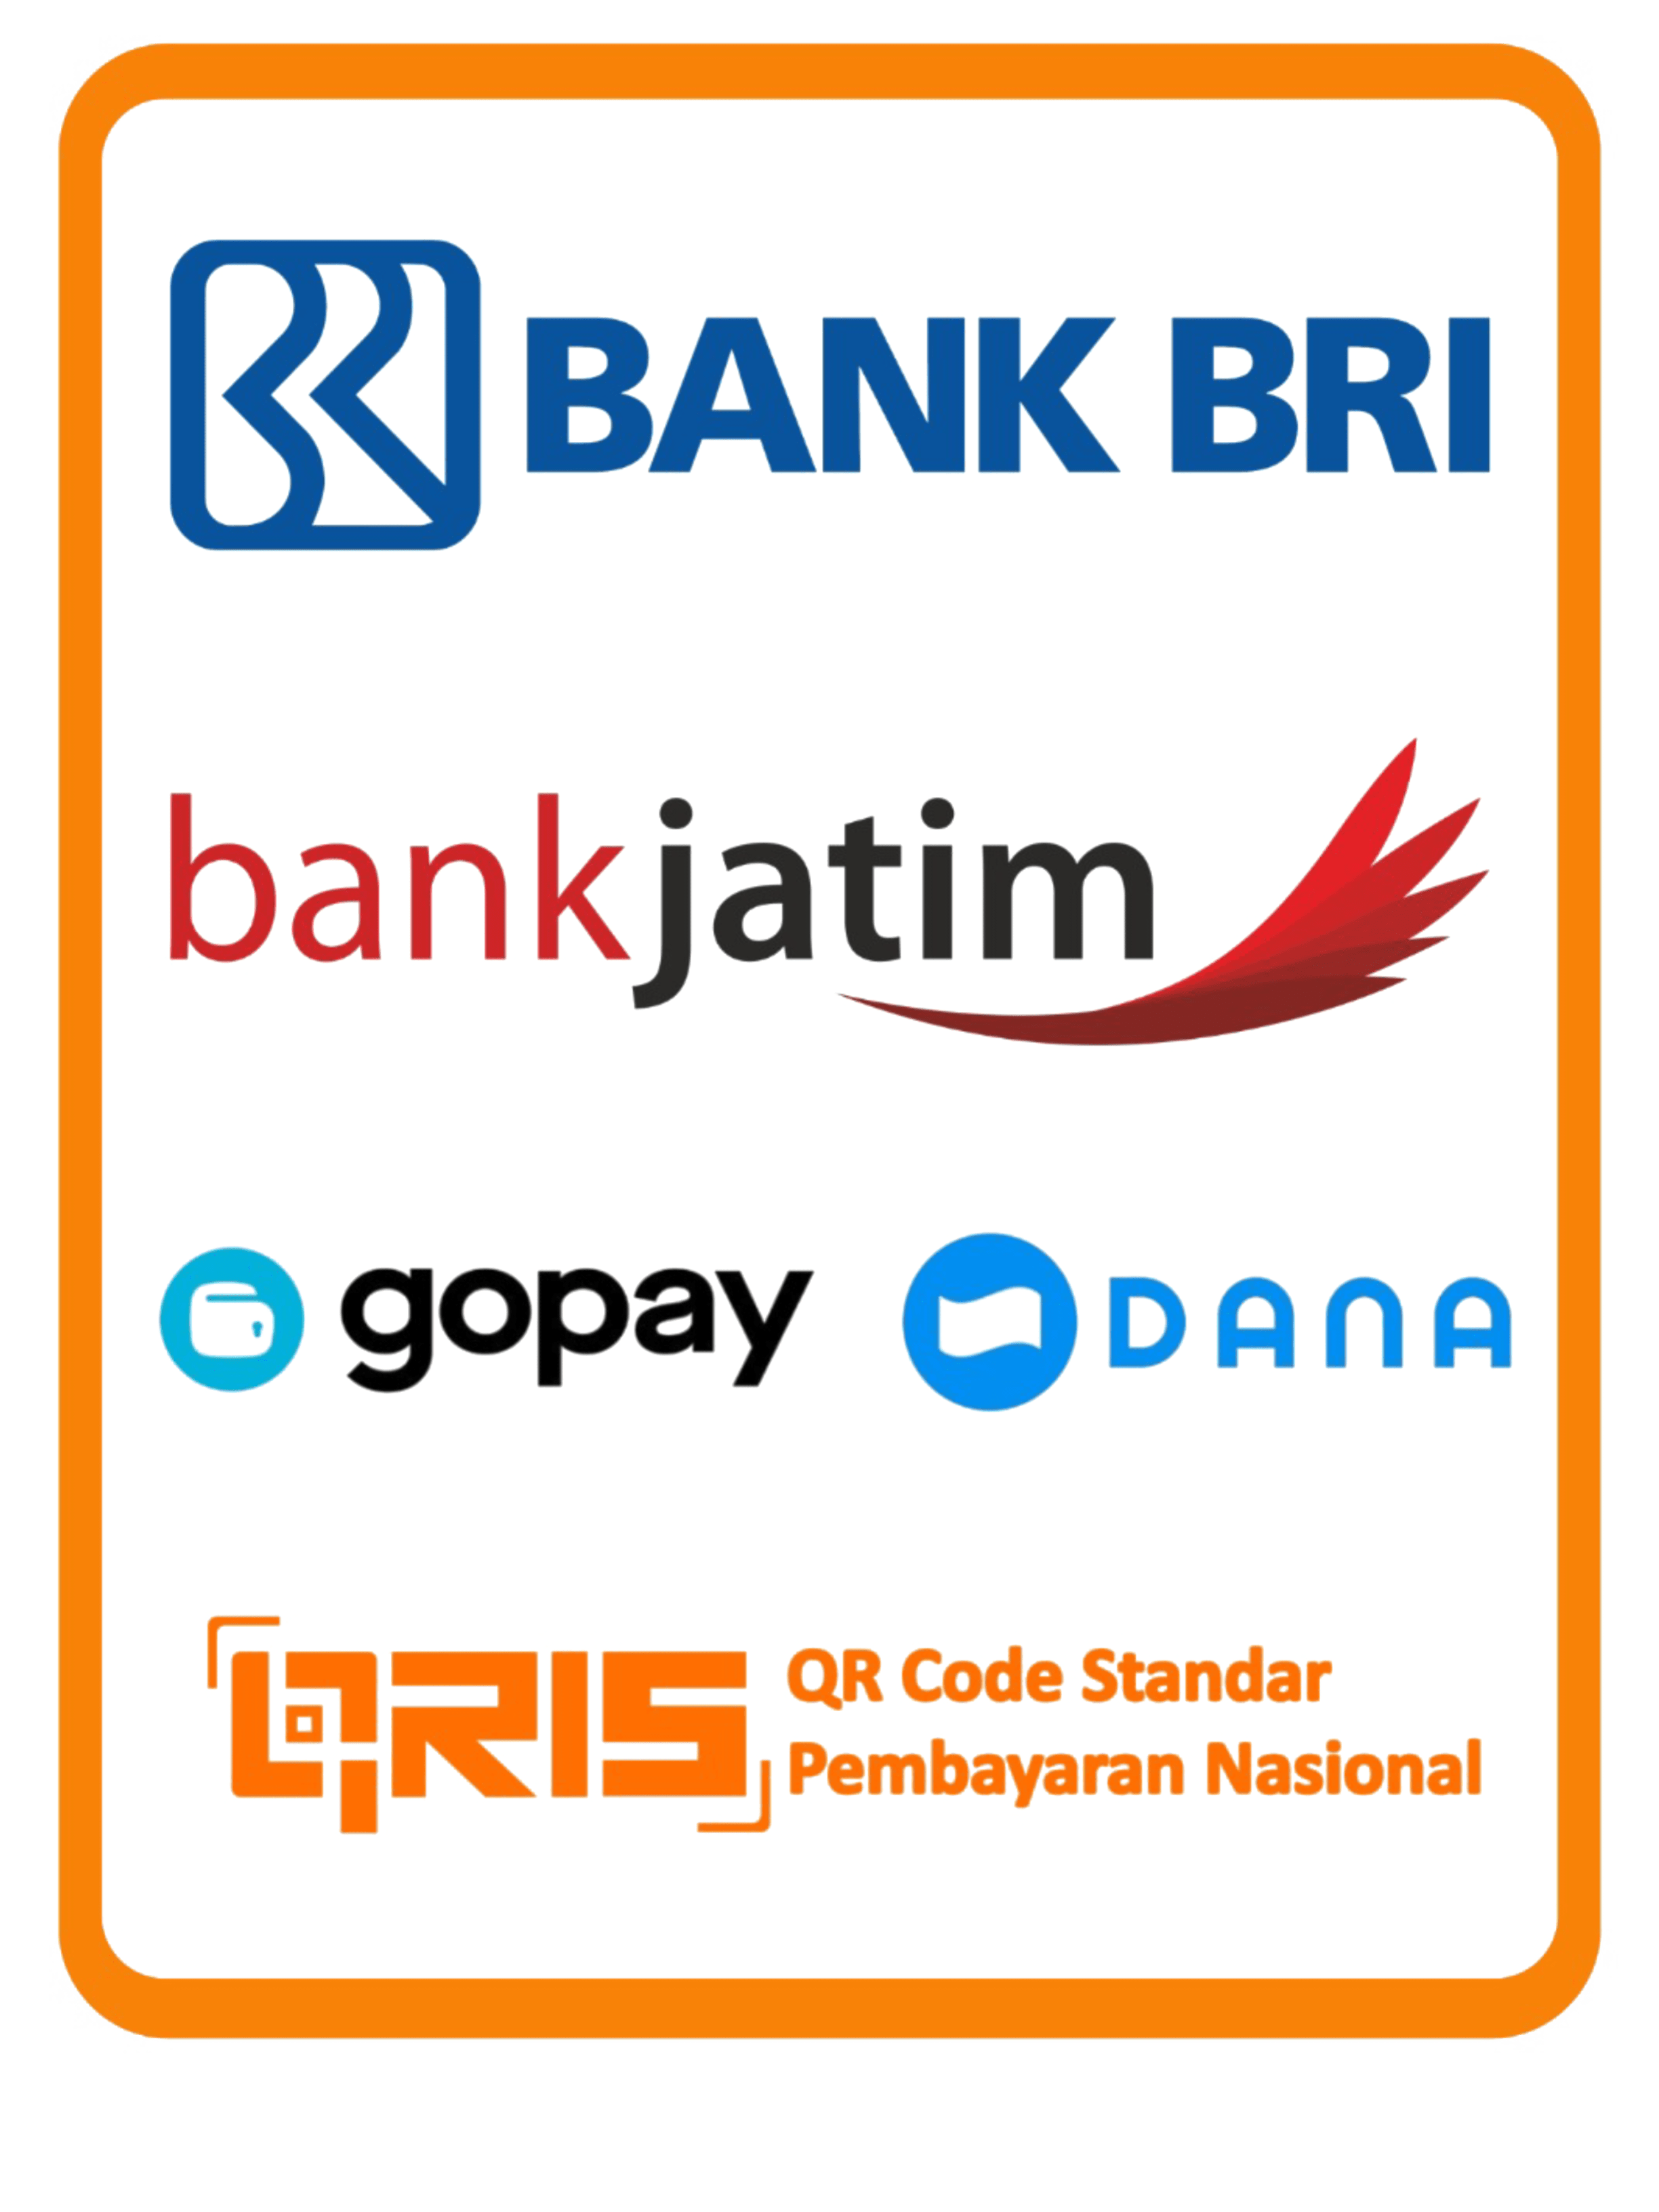 BANK BRI
bankjatim
gopay
DANA
QRIS
QR Code Standar
Pembayaran Nasional